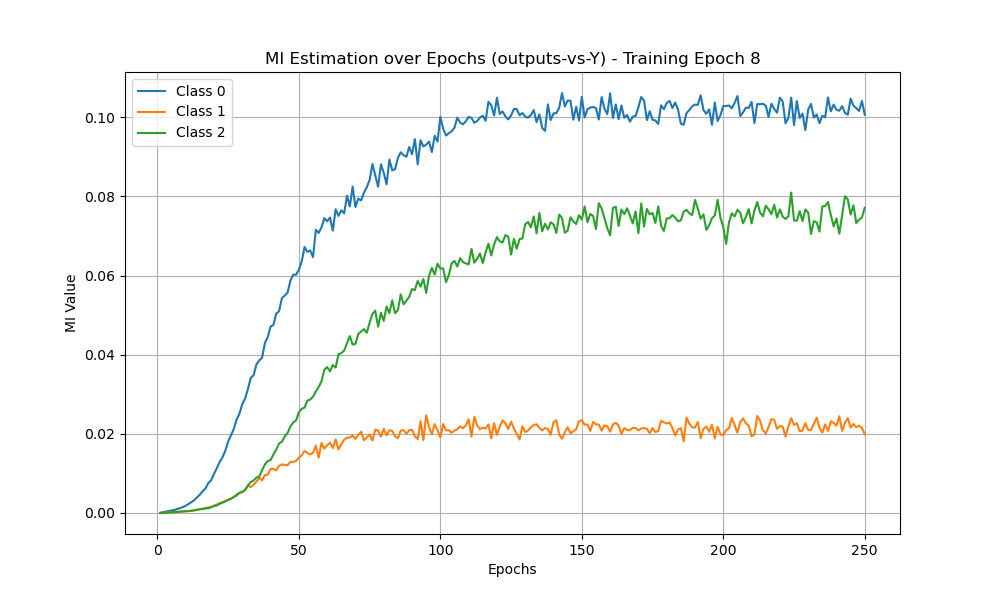 MI Estimation over Epochs (outputs-vs-Y) - Training Epoch 8
Class 0
Class 1
Class 2
MI Value
0.10
0.08
0.06
0.04
0.02
0.00
0
50
100
150
200
250
Epochs